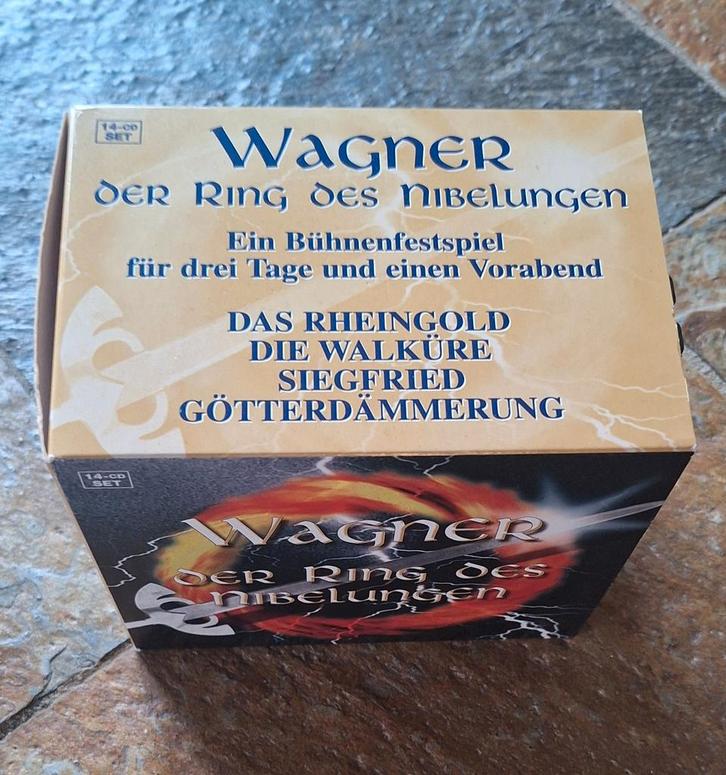 14-CD
SET
WAGNER
DER RING DES NIBELUNGEN
Ein Bühnenfestspiel
für drei Tage und einen Vorabend
DAS RHEINGOLD
DIE WALKÜRE
SIEGFRIED
GÖTTERDÄMMERUNG
14-CD
SET
WAGNER
DER RING DES
NIBELUNGEN